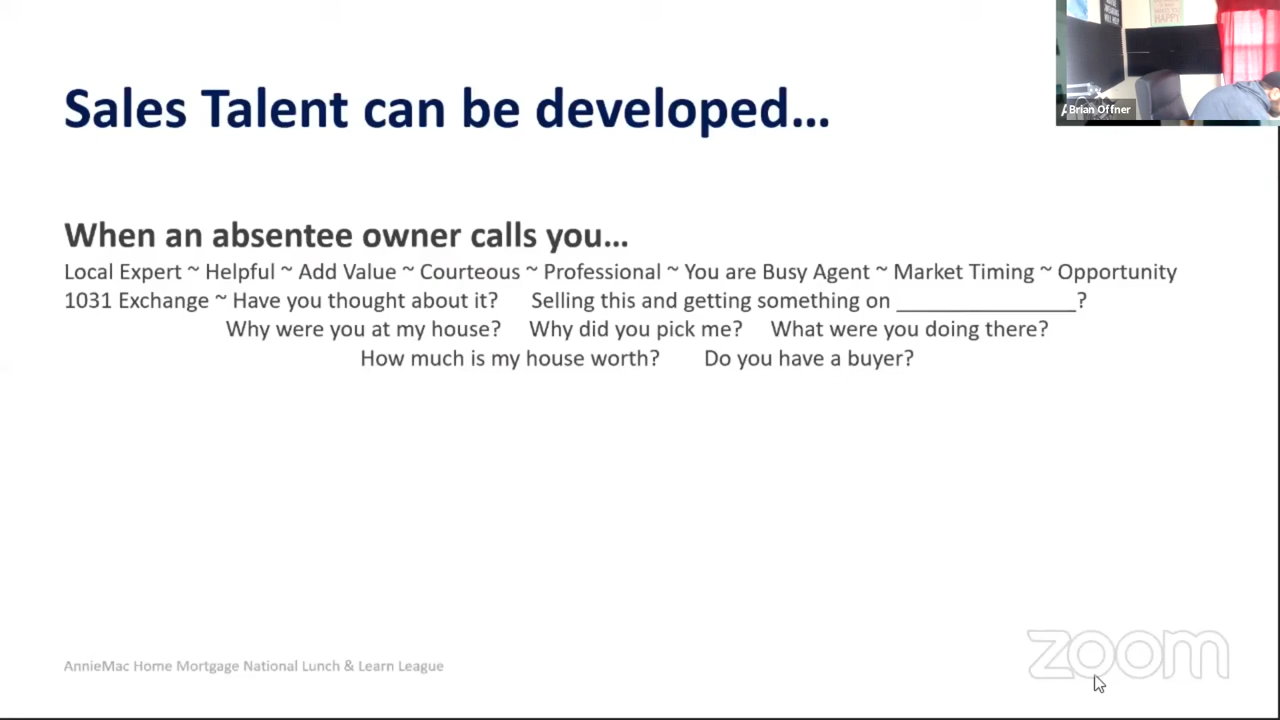 Sales Talent can be developed…
When an absentee owner calls you…
Local Expert ~ Helpful ~ Add Value ~ Courteous ~ Professional ~ You are Busy Agent ~ Market Timing ~ Opportunity
1031 Exchange ~ Have you thought about it? Selling this and getting something on ________________?
Why were you at my house? Why did you pick me? What were you doing there?
How much is my house worth? Do you have a buyer?
AnnieMac Home Mortgage National Lunch & Learn League
zoom
Brian Offner
HAPPY